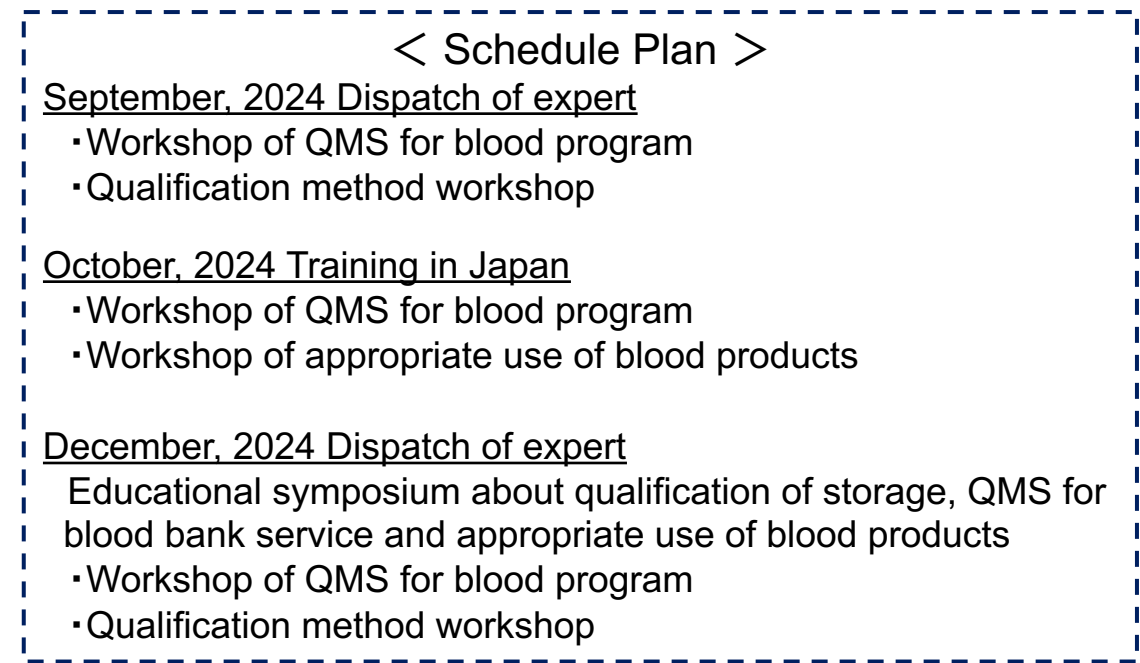 ＜ Schedule Plan ＞
September, 2024 Dispatch of expert
・Workshop of QMS for blood program
・Qualification method workshop
October, 2024 Training in Japan
・Workshop of QMS for blood program
・Workshop of appropriate use of blood products
December, 2024 Dispatch of expert
Educational symposium about qualification of storage, QMS for
blood bank service and appropriate use of blood products
・Workshop of QMS for blood program
・Qualification method workshop